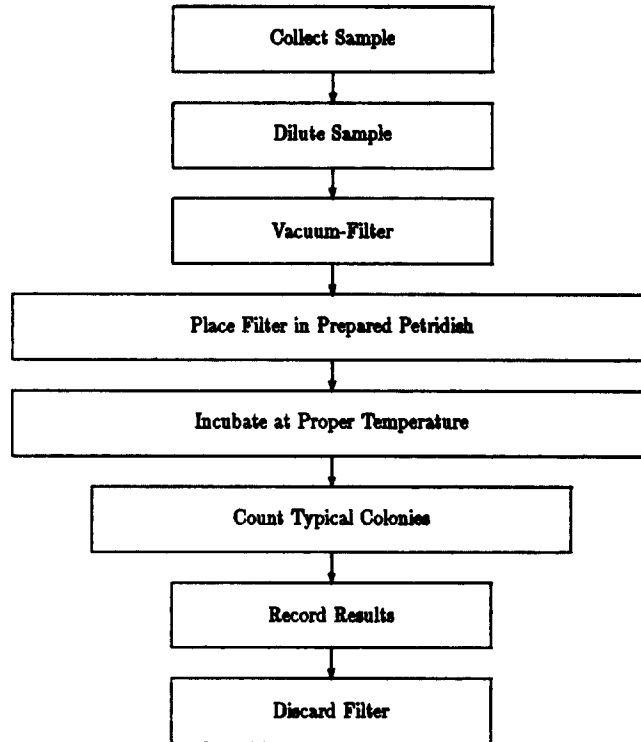 Collect Sample
Dilute Sample
Vacuum-Filter
Place Filter in Prepared Petridish
Incubate at Proper Temperature
Count Typical Colonies
Record Results
Discard Filter